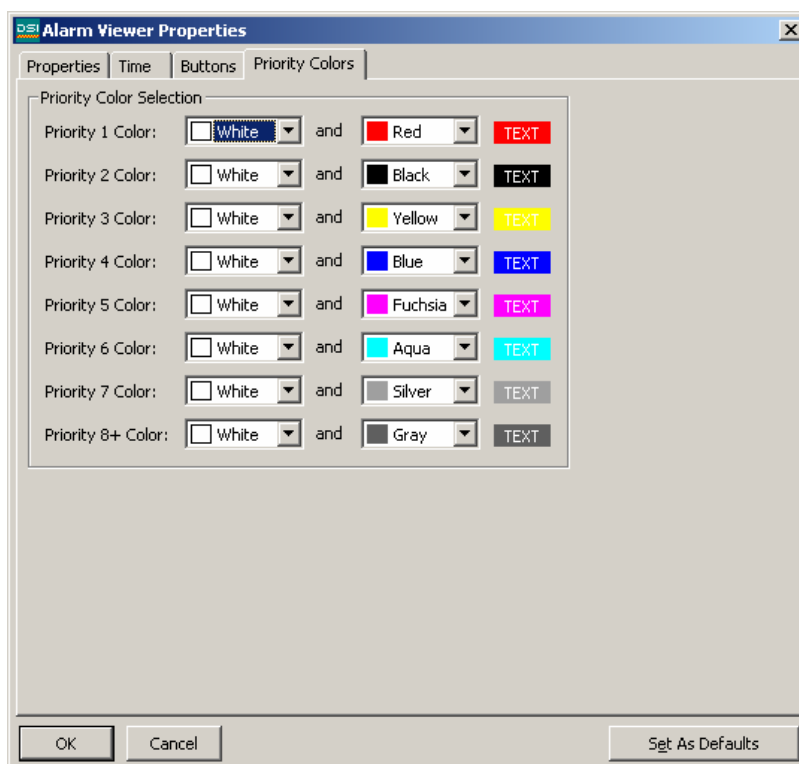 DSI Alarm Viewer Properties
Properties Time Buttons Priority Colors
Priority Color Selection
Priority 1 Color: White and Red TEXT
Priority 2 Color: White and Black TEXT
Priority 3 Color: White and Yellow TEXT
Priority 4 Color: White and Blue TEXT
Priority 5 Color: White and Fuchsia TEXT
Priority 6 Color: White and Aqua TEXT
Priority 7 Color: White and Silver TEXT
Priority 8+ Color: White and Gray TEXT
OK Cancel Set As Defaults